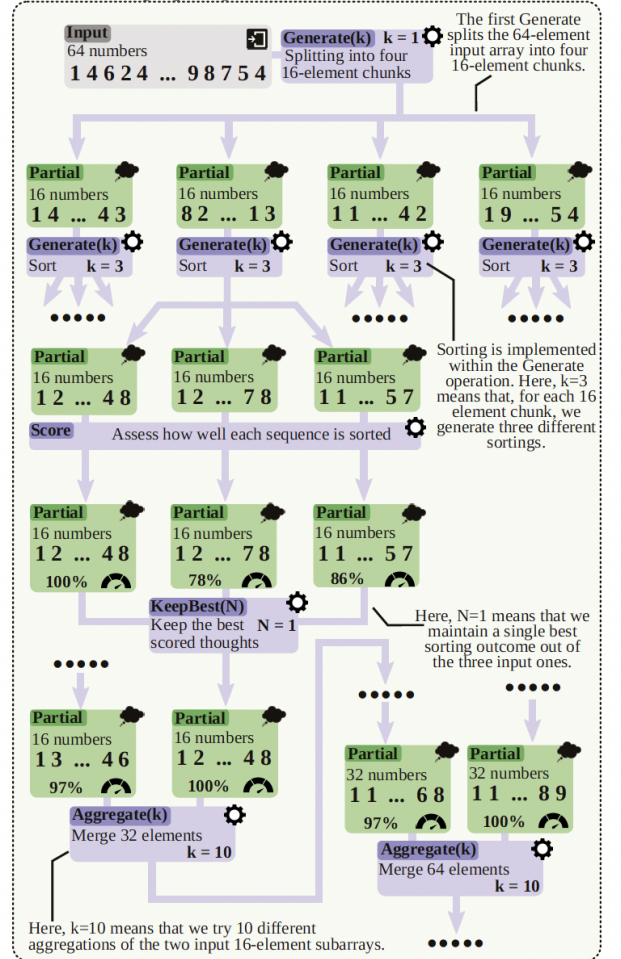 Input
64 numbers
1 4 6 2 4 ... 9 8 7 5 4
Generate(k) k = 1
Splitting into four
16-element chunks
The first Generate
splits the 64-element
input array into four
16-element chunks.
Partial
16 numbers
1 4 ... 4 3
Generate(k)
Sort k = 3
Partial
16 numbers
8 2 ... 1 3
Generate(k)
Sort k = 3
Partial
16 numbers
1 1 ... 4 2
Generate(k)
Sort k = 3
Partial
16 numbers
1 9 ... 5 4
Generate(k)
Sort k = 3
Partial
16 numbers
1 2 ... 4 8
Partial
16 numbers
1 2 ... 7 8
Partial
16 numbers
1 1 ... 5 7
Sorting is implemented
within the Generate
operation. Here, k=3
means that, for each 16
element chunk, we
generate three different
sortings.
Score Assess how well each sequence is sorted
Partial
16 numbers
1 2 ... 4 8
100%
Partial
16 numbers
1 2 ... 7 8
78%
Partial
16 numbers
1 1 ... 5 7
86%
KeepBest(N)
Keep the best N = 1
scored thoughts
Here, N=1 means that we
maintain a single best
sorting outcome out of
the three input ones.
Partial
16 numbers
1 3 ... 4 6
97%
Partial
16 numbers
1 2 ... 4 8
100%
Aggregate(k)
Merge 32 elements
k = 10
Partial
32 numbers
1 1 ... 6 8
97%
Partial
32 numbers
1 1 ... 8 9
100%
Aggregate(k)
Merge 64 elements
k = 10
Here, k=10 means that we try 10 different
aggregations of the two input 16-element subarrays.